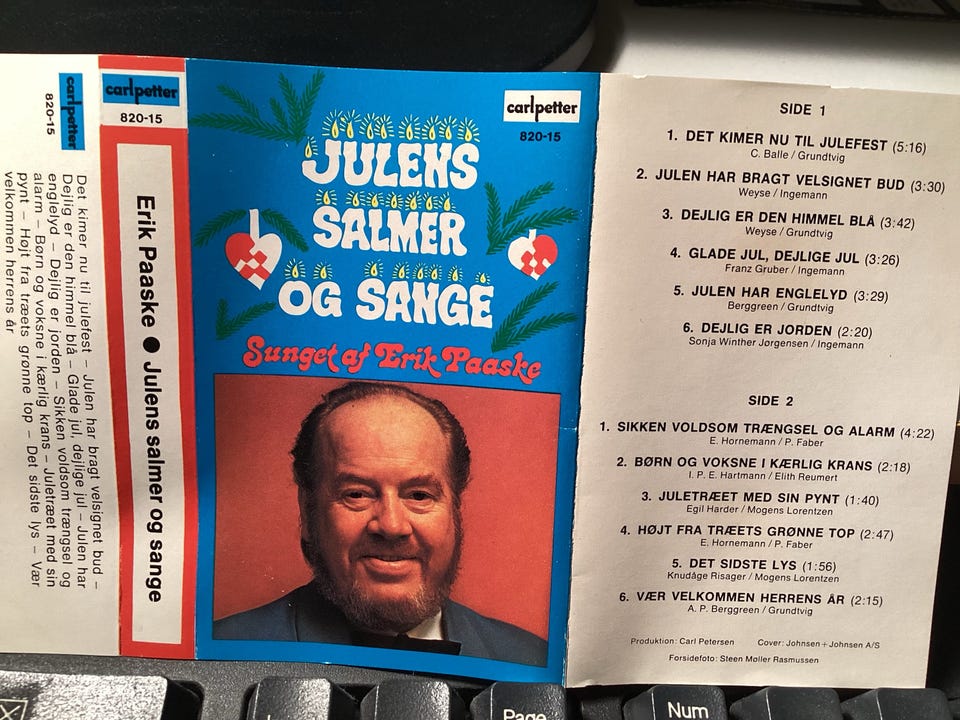 carlpetter
820-15
Det kimer nu til julefest – Julen har bragt velsignet bud –
Dejlig er den himmel blå – Glade jul, dejlige jul – Julen har
englelyd – Dejlig er jorden – Sikken voldsom trængsel og
alarm – Børn og voksne i kærlig krans – Juletræet med sin
pynt – Højt fra træets grønne top – Det sidste lys – Vær
velkommen herrens år
carlpetter
820-15
Erik Paaske ● Julens salmer og sange
carlpetter
820-15
JULENS
SALMER
OG SANGE
Sunget af Erik Paaske
SIDE 1
1. DET KIMER NU TIL JULEFEST (5:16)
C. Balle / Grundtvig
2. JULEN HAR BRAGT VELSIGNET BUD (3:30)
Weyse / Ingemann
3. DEJLIG ER DEN HIMMEL BLÅ (3:42)
Weyse / Grundtvig
4. GLADE JUL, DEJLIGE JUL (3:26)
Franz Gruber / Ingemann
5. JULEN HAR ENGLELYD (3:29)
Berggreen / Grundtvig
6. DEJLIG ER JORDEN (2:20)
Sonja Winther Jørgensen / Ingemann
SIDE 2
1. SIKKEN VOLDSOM TRÆNGSEL OG ALARM (4:22)
E. Hornemann / P. Faber
2. BØRN OG VOKSNE I KÆRLIG KRANS (2:18)
I. P. E. Hartmann / Elith Reumert
3. JULETRÆET MED SIN PYNT (1:40)
Egil Harder / Mogens Lorentzen
4. HØJT FRA TRÆETS GRØNNE TOP (2:47)
E. Hornemann / P. Faber
5. DET SIDSTE LYS (1:56)
Knudåge Risager / Mogens Lorentzen
6. VÆR VELKOMMEN HERRENS ÅR (2:15)
A. P. Berggreen / Grundtvig
Produktion: Carl Petersen Cover: Johnsen + Johnsen A/S
Forsidefoto: Steen Møller Rasmussen
Page
Num